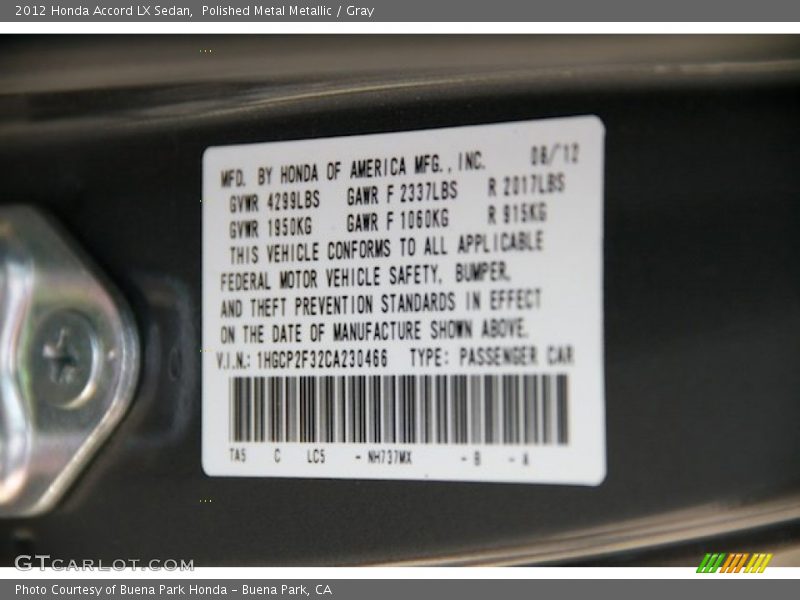 2012 Honda Accord LX Sedan,  Polished Metal Metallic / Gray
08/12
MFD. BY HONDA OF AMERICA MFG., INC.
GVWR 4299LBS GAWR F 2337LBS R 2017LBS
GVWR 1950KG GAWR F 1060KG R 915KG
THIS VEHICLE CONFORMS TO ALL APPLICABLE
FEDERAL MOTOR VEHICLE SAFETY, BUMPER,
AND THEFT PREVENTION STANDARDS IN EFFECT
ON THE DATE OF MANUFACTURE SHOWN ABOVE.
V.I.N.: 1HGCP2F32CA230466 TYPE: PASSENGER CAR
TA5 C LC5 - NH737MX - B - A
GTCARLOT.COM
Photo Courtesy of Buena Park Honda - Buena Park, CA